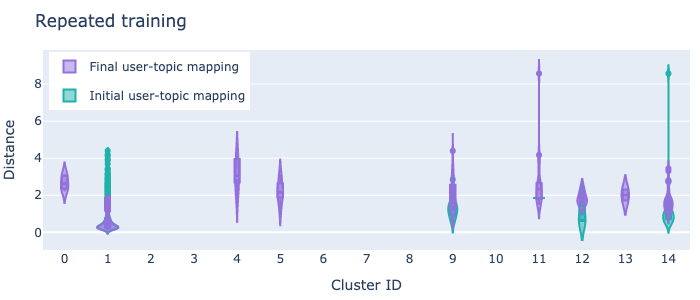 Repeated training
Final user-topic mapping
Initial user-topic mapping
Distance
8
6
4
2
0
0 1 2 3 4 5 6 7 8 9 10 11 12 13 14
Cluster ID